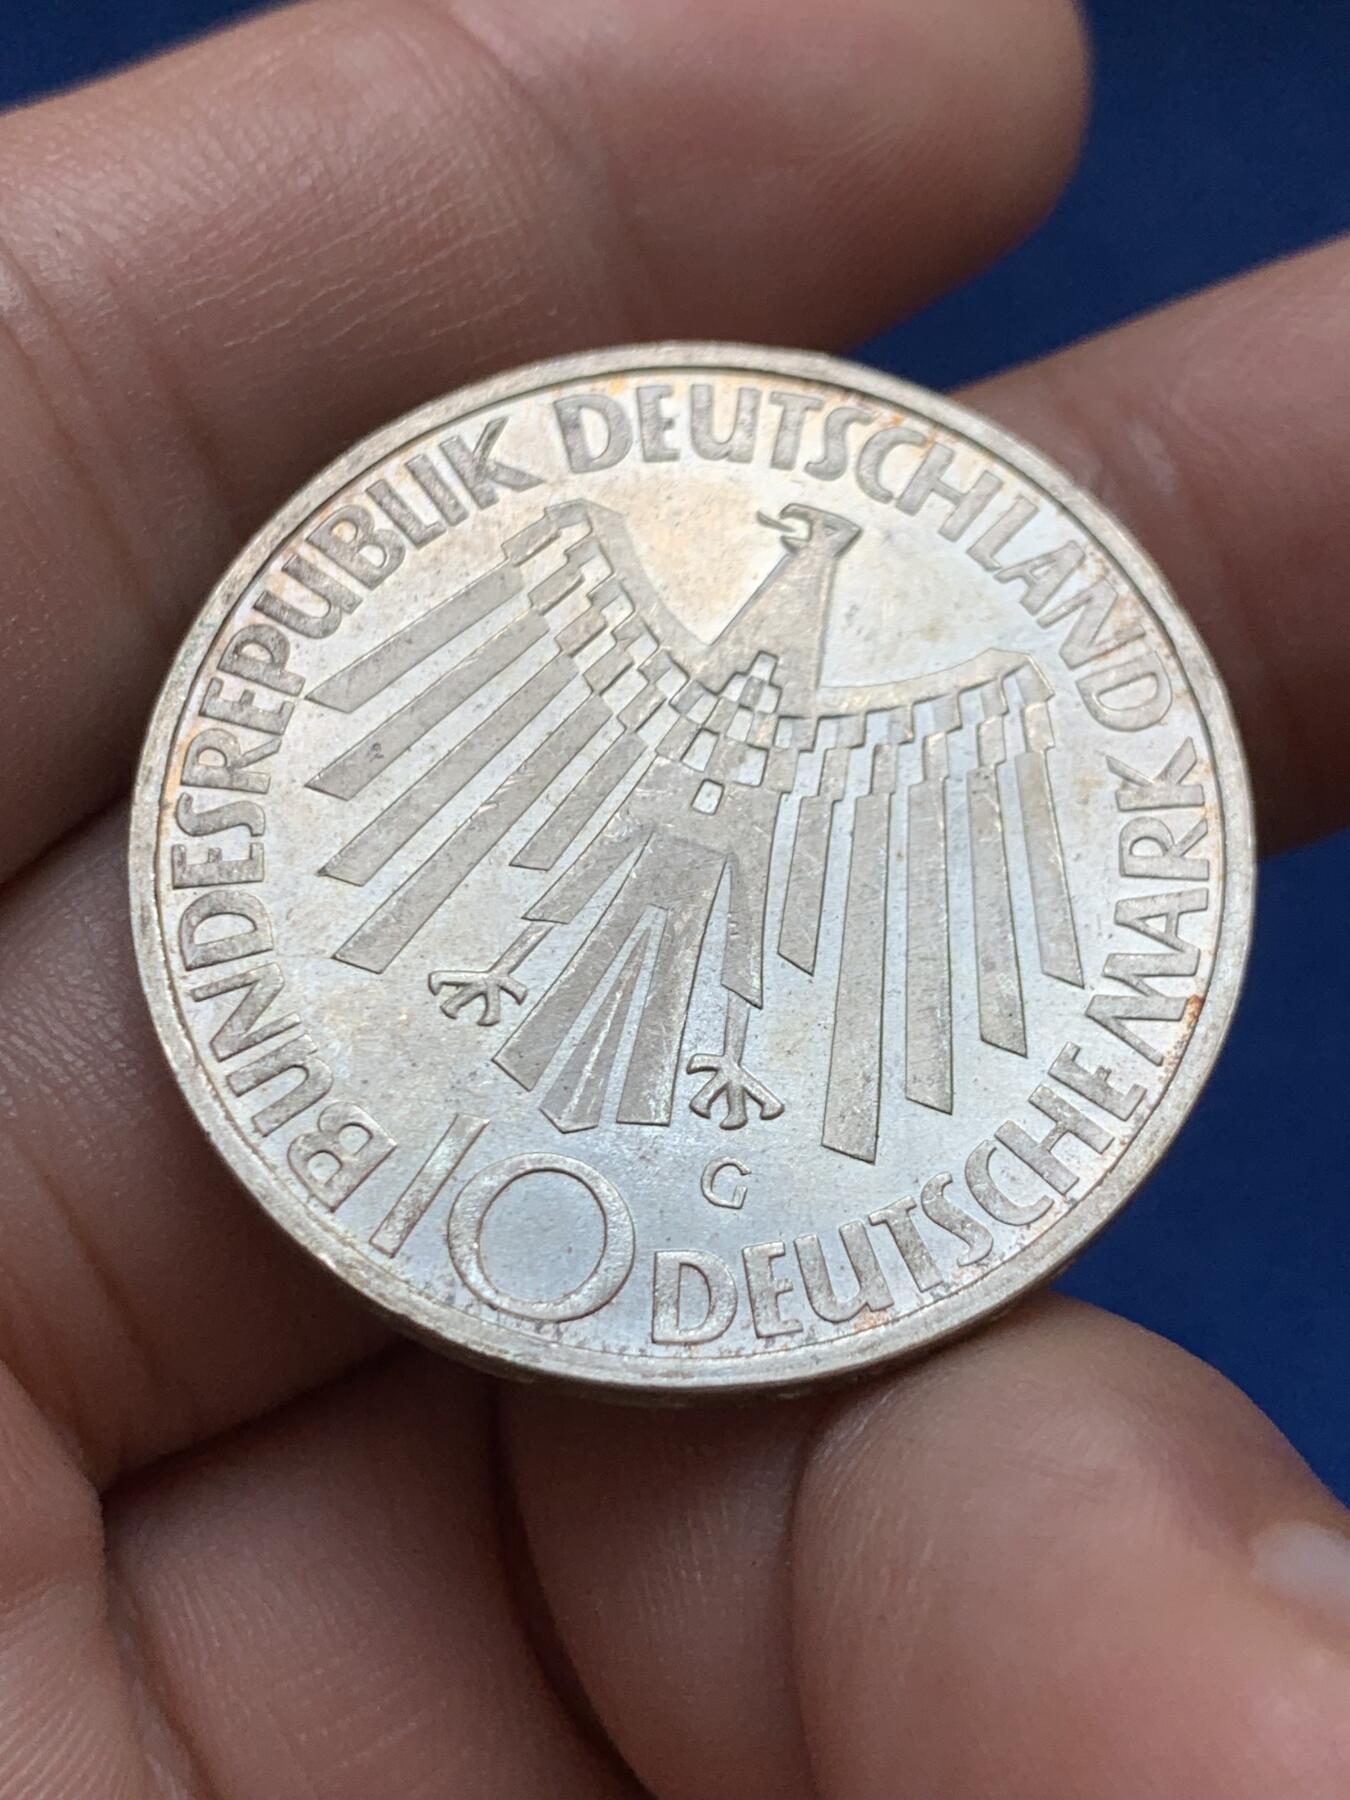 BUNDESREPUBLIK DEUTSCHLAND
10 DEUTSCHE MARK
G